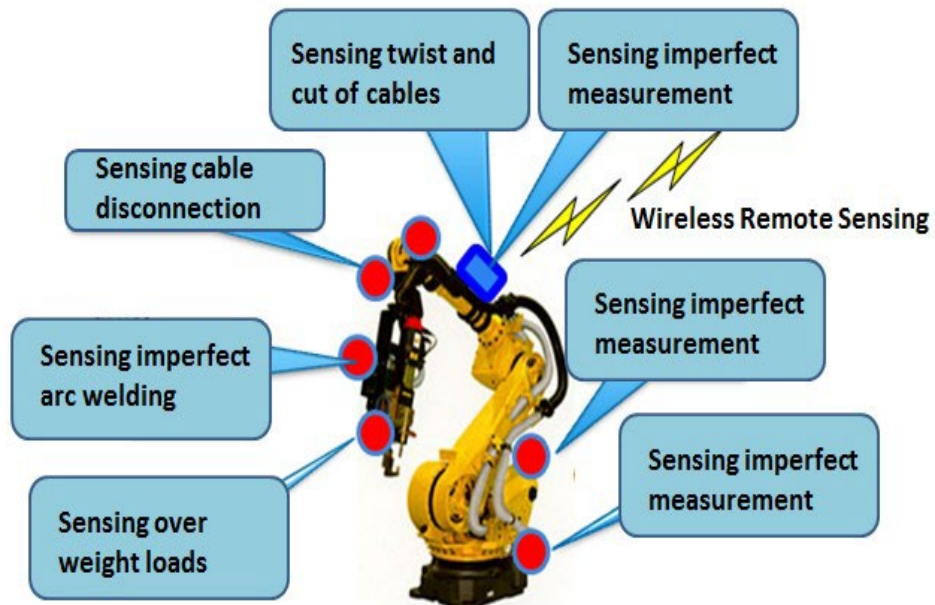 Sensing twist and
cut of cables
Sensing imperfect
measurement
Sensing cable
disconnection
Wireless Remote Sensing
Sensing imperfect
measurement
Sensing imperfect
arc welding
Sensing imperfect
measurement
Sensing over
weight loads